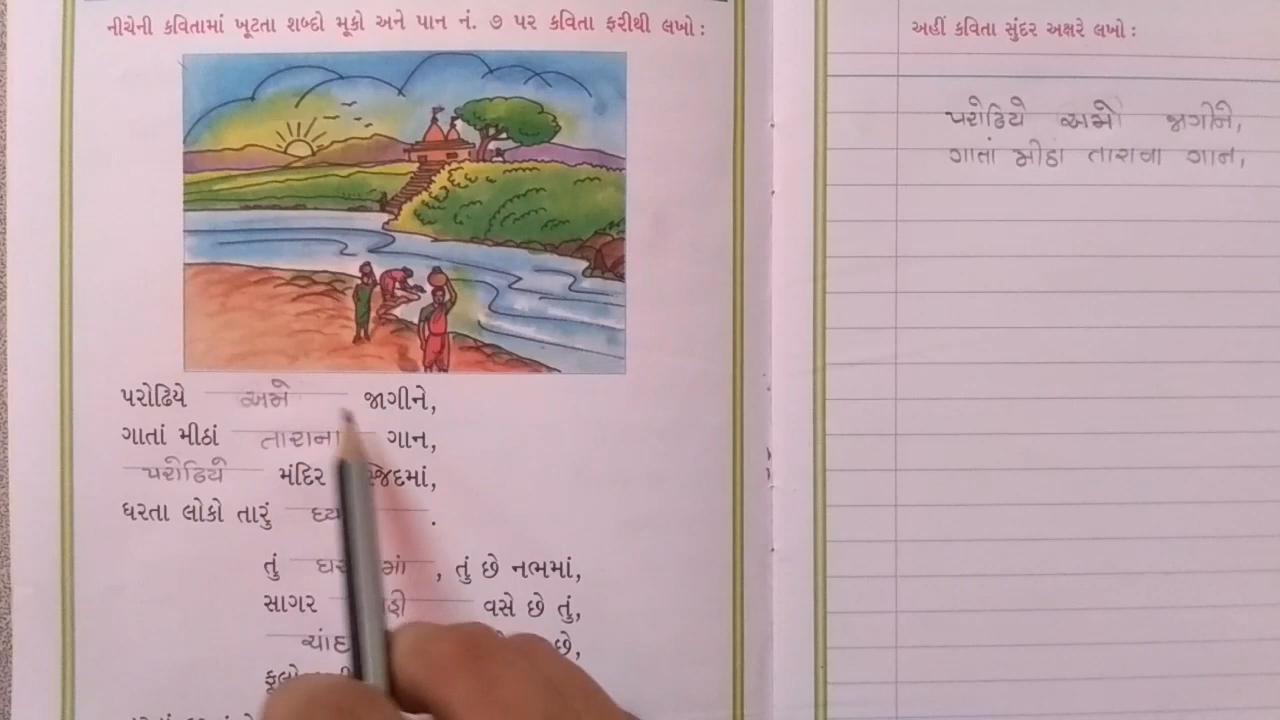 નીચેની કવિતામાં ખૂટતા શબ્દો મૂકો અને પાન નં. ૭ પર કવિતા ફરીથી લખો :
પરોઢિયે અમે જાગીને,
ગાતાં મીઠાં તારાના ગાન,
પરોઢિયે મંદિર સ્જિદમાં,
ધરતા લોકો તારું ધ્ય .
તું ધર માં , તું છે નભમાં,
સાગર વસે છે તું,
ચાંદ છે,
અહીં કવિતા સુંદર અક્ષરે લખો :
પરોઢિયે અમો જાગીને,
ગાતાં મીઠાં તારાના ગાન,